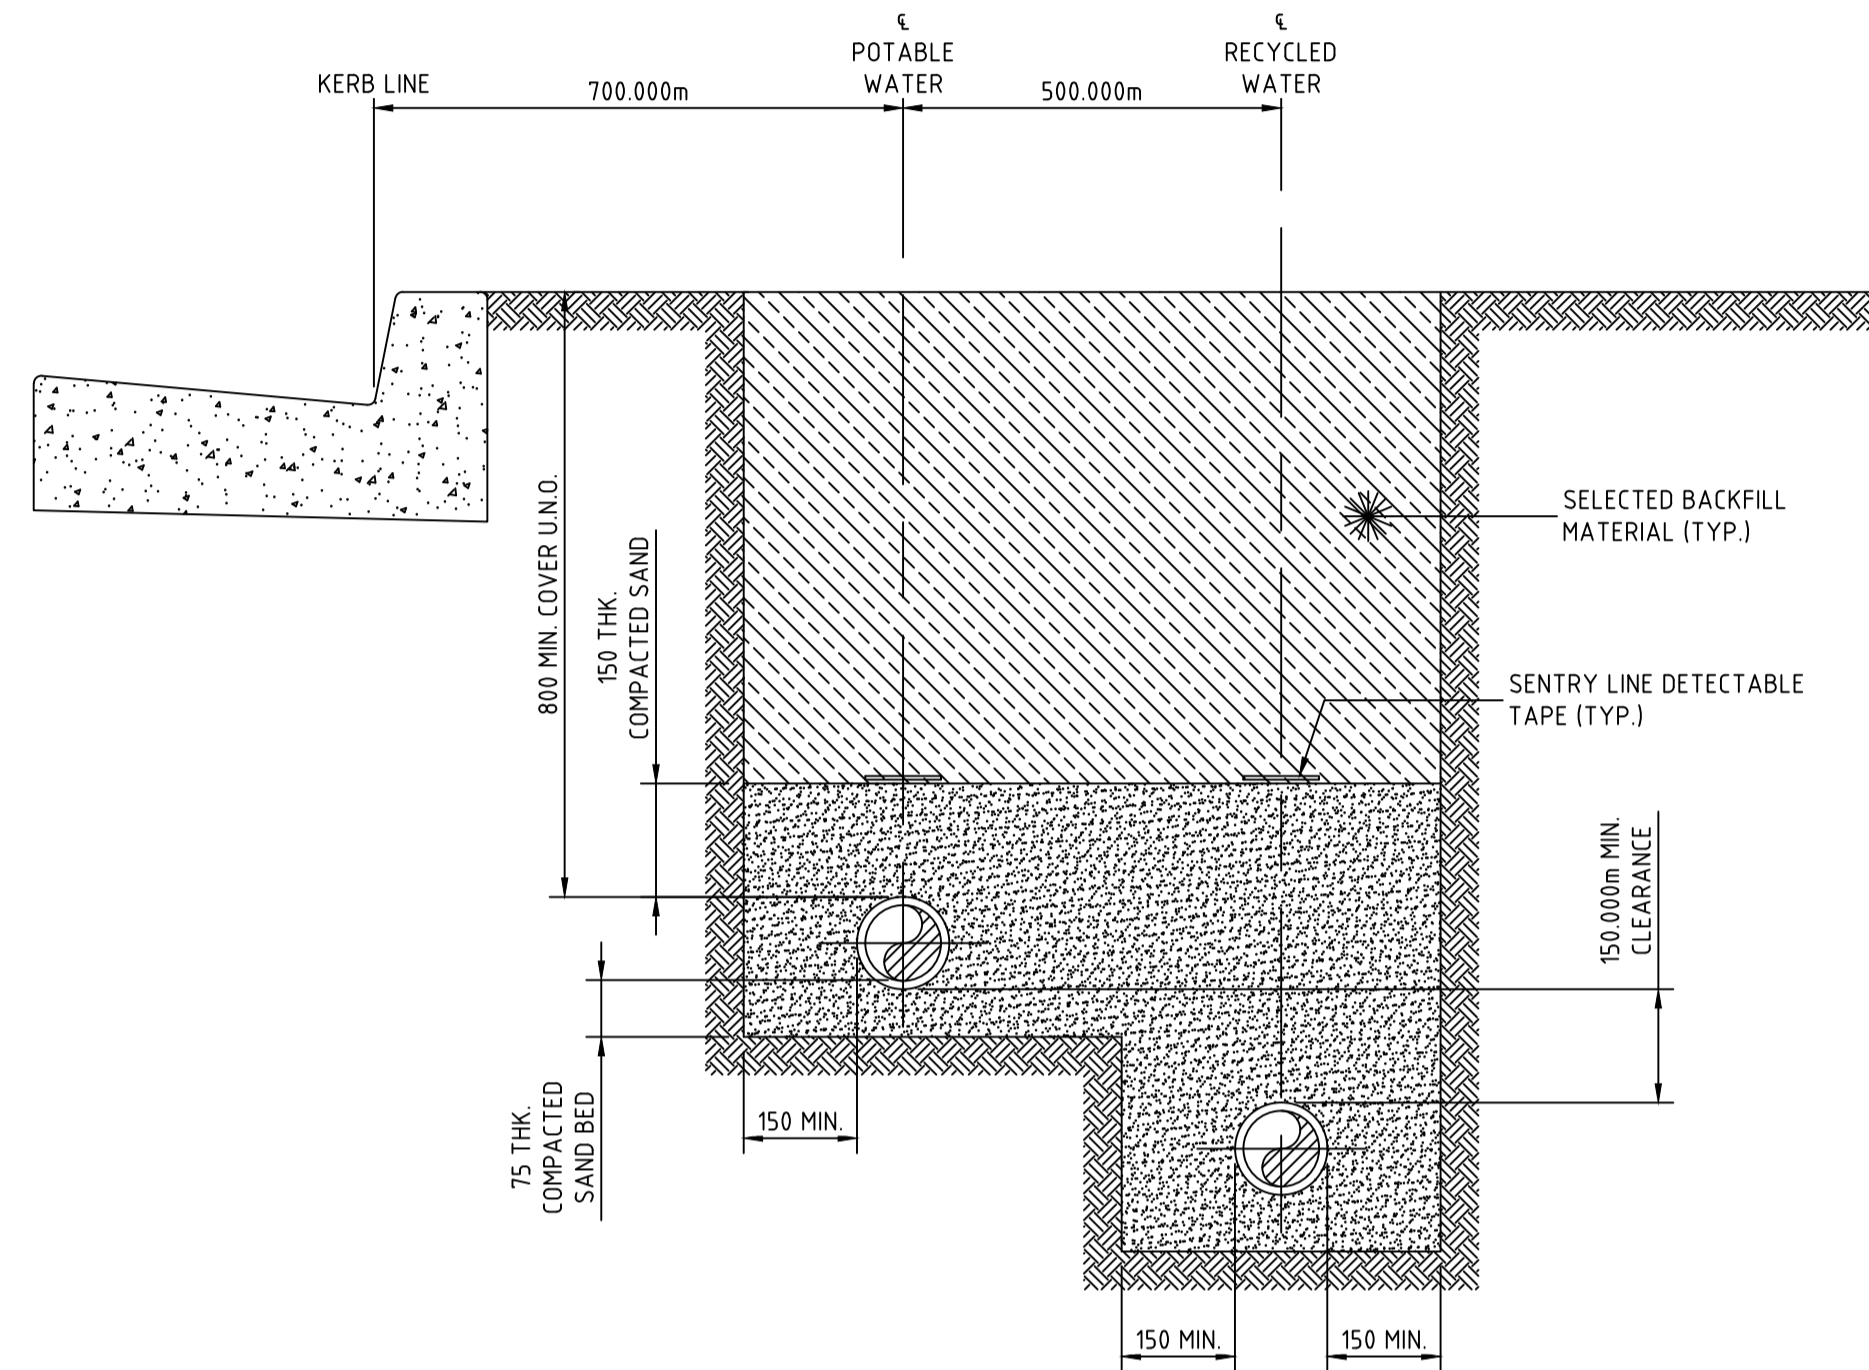 ℄
POTABLE
WATER
℄
RECYCLED
WATER
KERB LINE
700.000m
500.000m
800 MIN. COVER U.N.O.
150 THK.
COMPACTED SAND
SELECTED BACKFILL
MATERIAL (TYP.)
SENTRY LINE DETECTABLE
TAPE (TYP.)
150.000m MIN.
CLEARANCE
75 THK.
COMPACTED
SAND BED
150 MIN.
150 MIN.
150 MIN.